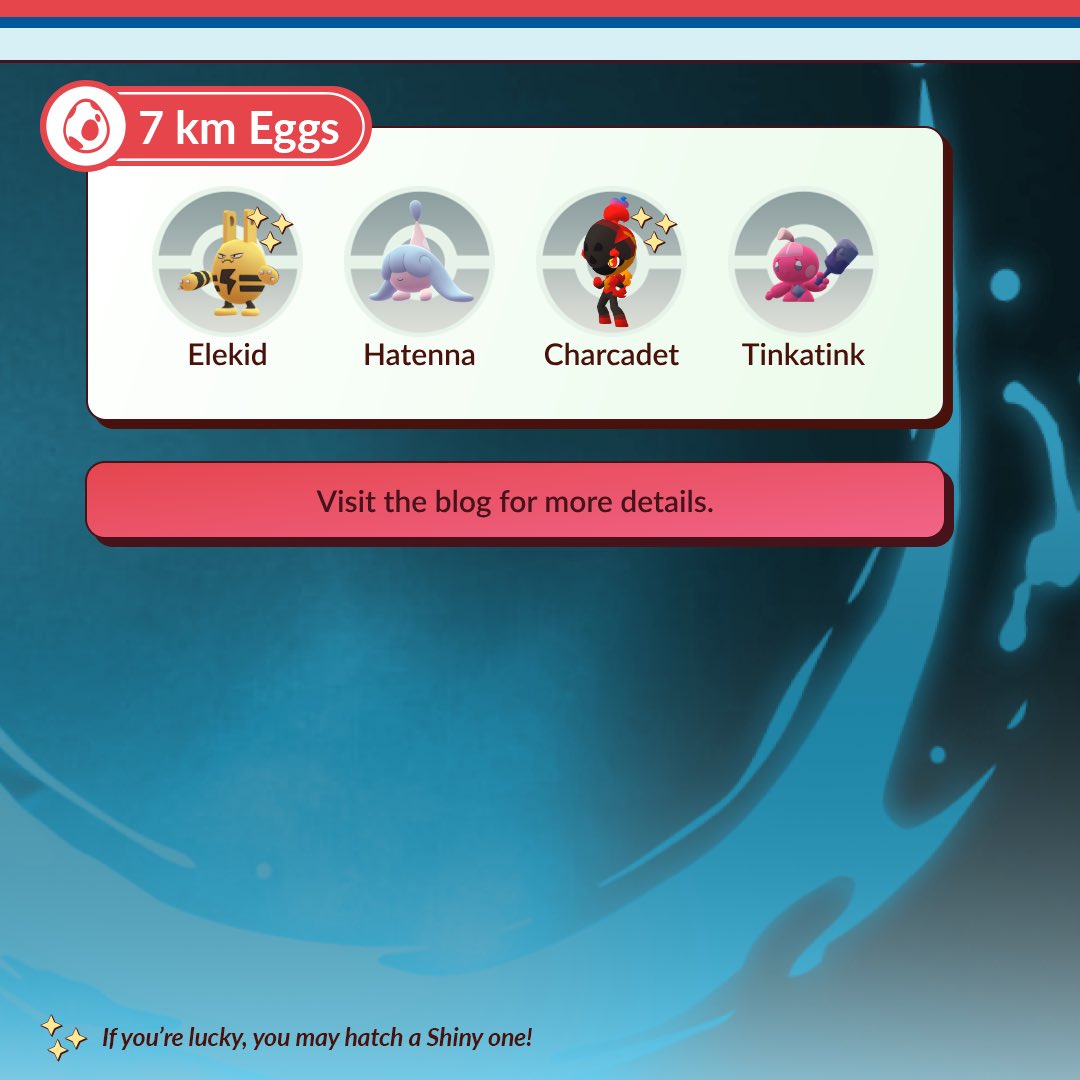 7 km Eggs
Elekid Hatenna Charcadet Tinkatink
Visit the blog for more details.
If you’re lucky, you may hatch a Shiny one!